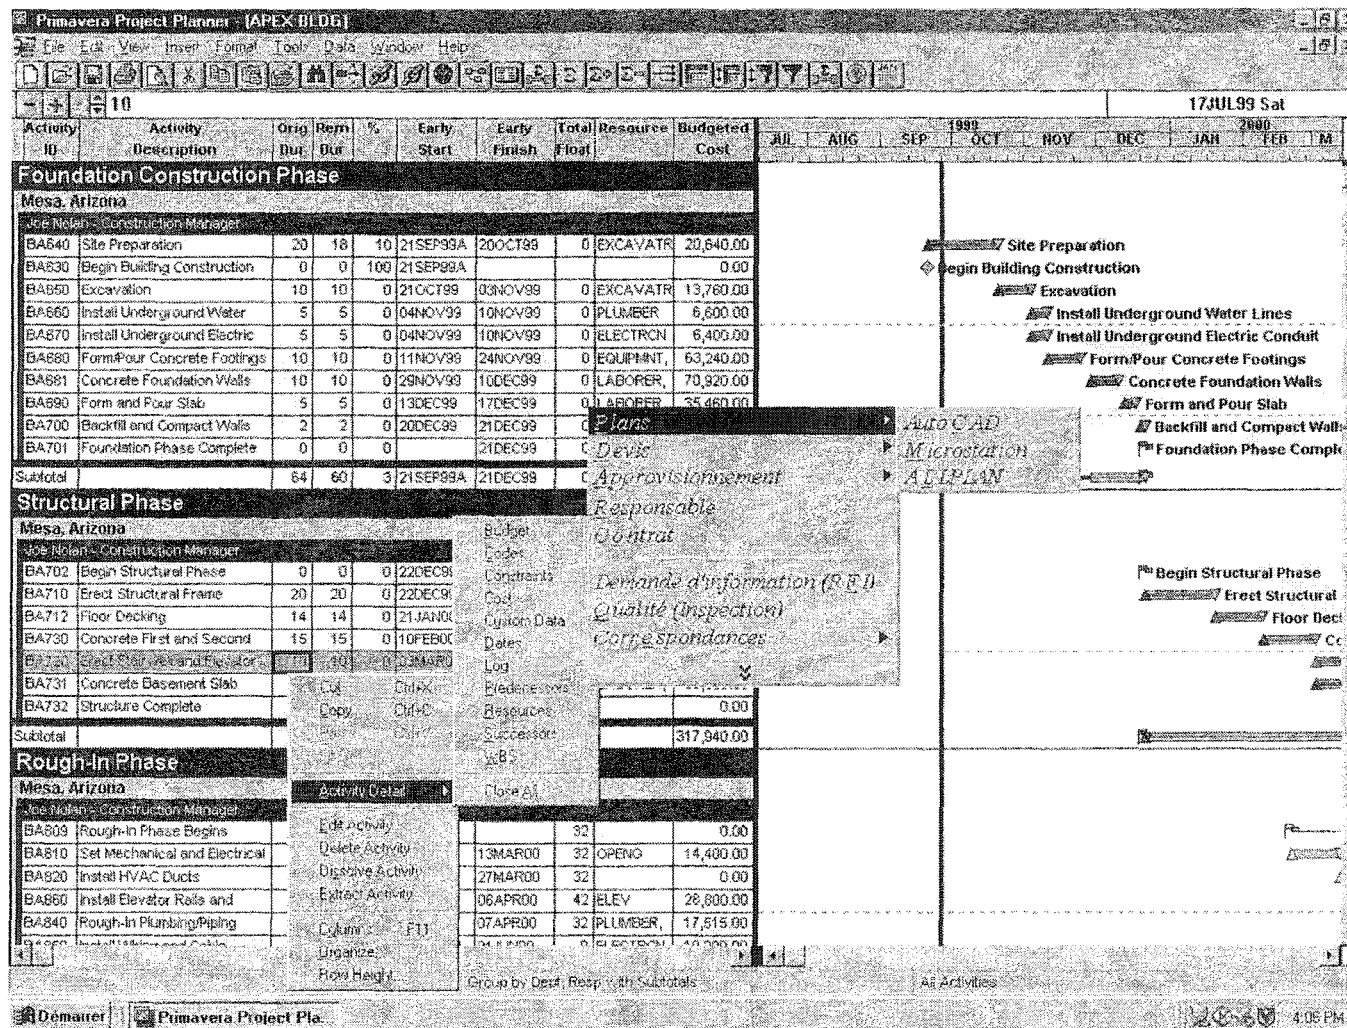 Primavera Project Planner - [APEX BLDG]
File Edit View Insert Format Tools Data Window Help
10
17JUL99 Sat
Activity ID Activity Description Orig Dur Rem Dur % Early Start Early Finish Total Float Resource Budgeted Cost
1999 2000
JUL AUG SEP OCT NOV DEC JAN FEB M
Foundation Construction Phase
Mesa, Arizona
Joe Nolan - Construction Manager
BA640 Site Preparation 20 18 10 21SEP99A 20OCT99 0 EXCAVATR 20,640.00 Site Preparation
BA630 Begin Building Construction 0 0 100 21SEP99A 0.00 Begin Building Construction
BA650 Excavation 10 10 0 21OCT99 03NOV99 0 EXCAVATR 13,760.00 Excavation
BA660 Install Underground Water 5 5 0 04NOV99 10NOV99 0 PLUMBER 6,600.00 Install Underground Water Lines
BA670 Install Underground Electric 5 5 0 04NOV99 10NOV99 0 ELECTRCN 6,400.00 Install Underground Electric Conduit
BA680 Form/Pour Concrete Footings 10 10 0 11NOV99 24NOV99 0 EQUIPMNT, 63,240.00 Form/Pour Concrete Footings
BA681 Concrete Foundation Walls 10 10 0 29NOV99 10DEC99 0 LABORER, 70,920.00 Concrete Foundation Walls
BA690 Form and Pour Slab 5 5 0 13DEC99 17DEC99 0 LABORER 35,460.00 Form and Pour Slab
BA700 Backfill and Compact Walls 2 2 0 20DEC99 21DEC99 Backfill and Compact Walls
BA701 Foundation Phase Complete 0 0 0 21DEC99 Foundation Phase Comple
Subtotal 64 60 3 21SEP99A 21DEC99
Plans
Devis
Approvisionnement
Responsable
Contrat
Demande d'information (RFI)
Qualité (Inspection)
Correspondances
AutoCAD
Microstation
ALLPLAN
Structural Phase
Mesa, Arizona
Joe Nolan - Construction Manager
BA702 Begin Structural Phase 0 0 0 22DEC99 Begin Structural Phase
BA710 Erect Structural Frame 20 20 0 22DEC99 Erect Structural
BA712 Floor Decking 14 14 0 21JAN00 Floor Deck
BA730 Concrete First and Second 15 15 0 10FEB00 Co
Erect Stairwell and Elevator 10 10 0 03MAR0
BA731 Concrete Basement Slab
BA732 Structure Complete 0.00
Subtotal 317,940.00
Budget
Codes
Constraints
Cost
Custom Data
Dates
Log
Predecessors
Resources
Successors
WBS
Close All
Cut Ctrl+X
Copy Ctrl+C
Activity Detail
Edit Activity
Delete Activity
Dissolve Activity
Extract Activity
Columns F11
Organize
Row Height
Rough-In Phase
Mesa, Arizona
Joe Nolan - Construction Manager
BA809 Rough-In Phase Begins 32 0.00
BA810 Set Mechanical and Electrical 13MAR00 32 OPENG 14,400.00
BA820 Install HVAC Ducts 27MAR00 32 0.00
BA860 Install Elevator Rails and 06APR00 42 ELEV 28,800.00
BA840 Rough-In Plumbing/Piping 07APR00 32 PLUMBER, 17,515.00
Group by Dept, Resp with Subtotals
All Activities
Démarrer Primavera Project Pla... 4:05 PM